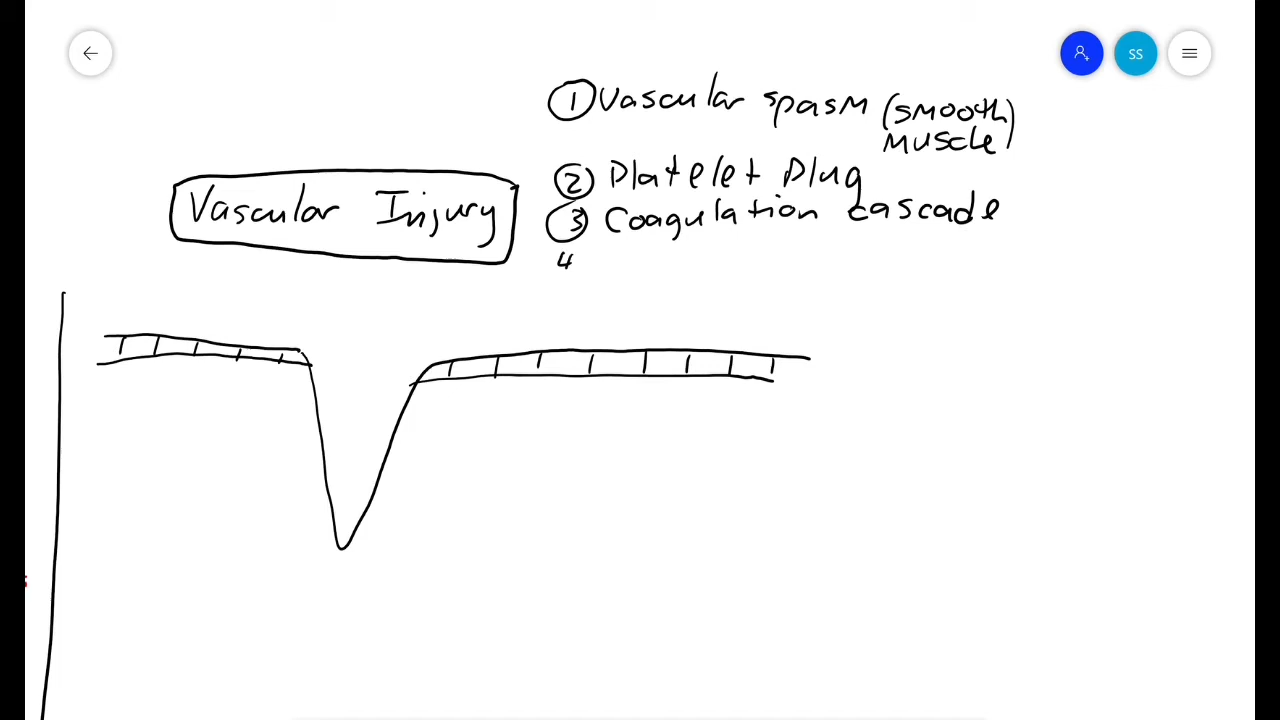 SS
① Vascular spasm (smooth
muscle)
② Platelet Plug
Vascular Injury
③ Coagulation cascade
4